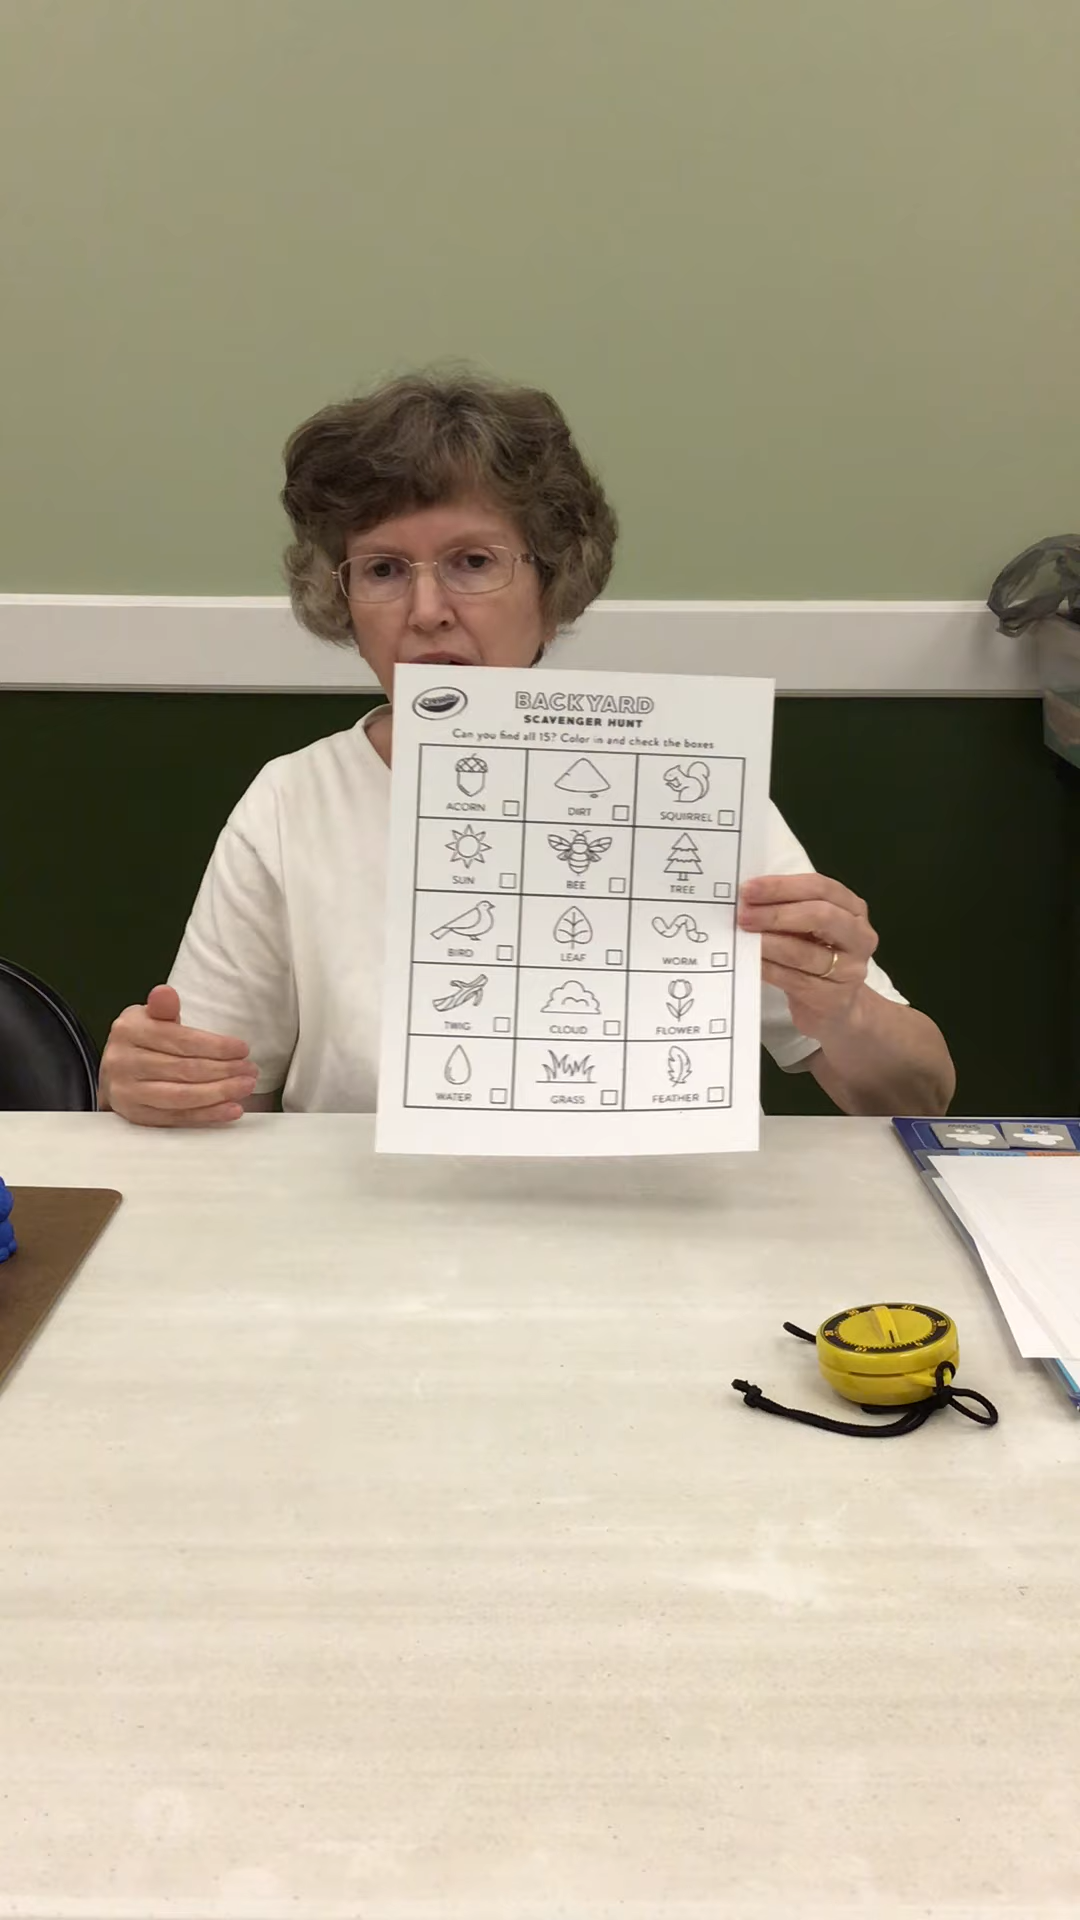 Crayola
BACKYARD
SCAVENGER HUNT
Can you find all 15? Color in and check the boxes
ACORN DIRT SQUIRREL
SUN BEE TREE
BIRD LEAF WORM
TWIG CLOUD FLOWER
WATER GRASS FEATHER